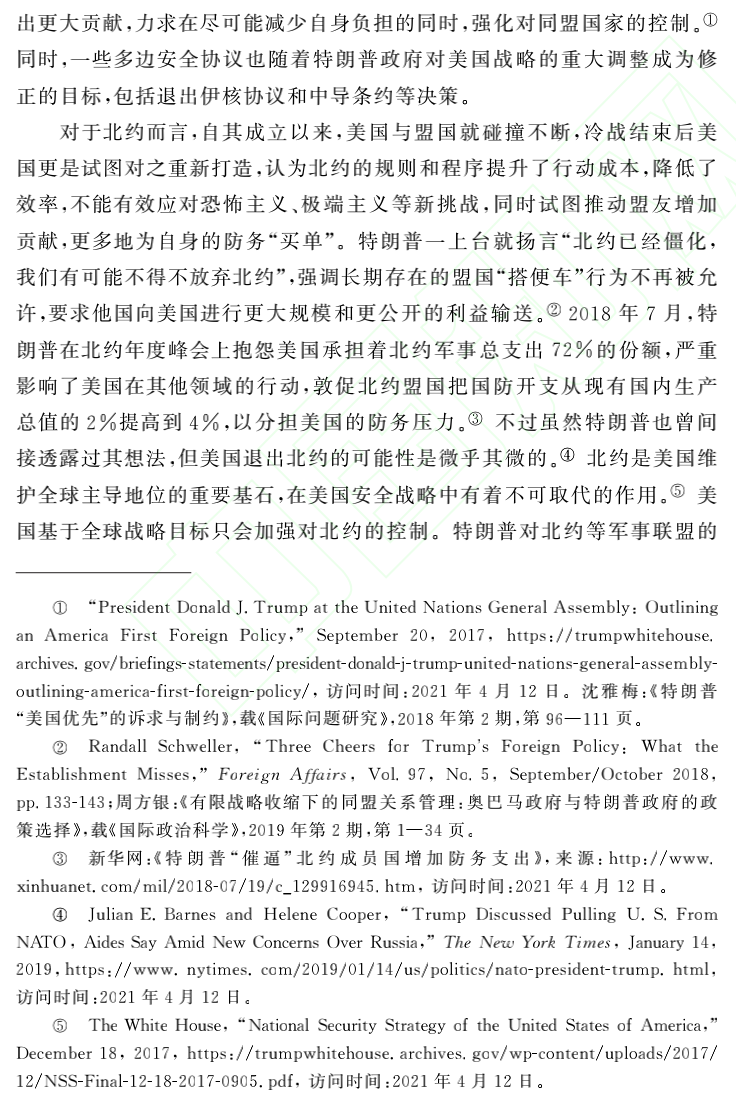 出更大贡献,力求在尽可能减少自身负担的同时,强化对同盟国家的控制。①
同时,一些多边安全协议也随着特朗普政府对美国战略的重大调整成为修
正的目标,包括退出伊核协议和中导条约等决策。
对于北约而言,自其成立以来,美国与盟国就碰撞不断,冷战结束后美
国更是试图对之重新打造,认为北约的规则和程序提升了行动成本,降低了
效率,不能有效应对恐怖主义、极端主义等新挑战,同时试图推动盟友增加
贡献,更多地为自身的防务“买单”。特朗普一上台就扬言“北约已经僵化,
我们有可能不得不放弃北约”,强调长期存在的盟国“搭便车”行为不再被允
许,要求他国向美国进行更大规模和更公开的利益输送。② 2018 年 7 月,特
朗普在北约年度峰会上抱怨美国承担着北约军事总支出 72%的份额,严重
影响了美国在其他领域的行动,敦促北约盟国把国防开支从现有国内生产
总值的 2%提高到 4%,以分担美国的防务压力。③ 不过虽然特朗普也曾间
接透露过其想法,但美国退出北约的可能性是微乎其微的。④ 北约是美国维
护全球主导地位的重要基石,在美国安全战略中有着不可取代的作用。⑤ 美
国基于全球战略目标只会加强对北约的控制。特朗普对北约等军事联盟的
① “President Donald J. Trump at the United Nations General Assembly: Outlining
an America First Foreign Policy,” September 20, 2017, https://trumpwhitehouse.
archives. gov/briefings-statements/president-donald-j-trump-united-nations-general-assembly-
outlining-america-first-foreign-policy/, 访问时间:2021 年 4 月 12 日。沈雅梅:《特朗普
“美国优先”的诉求与制约》,载《国际问题研究》,2018 年第 2 期,第 96—111 页。
② Randall Schweller, “Three Cheers for Trump's Foreign Policy: What the
Establishment Misses,” Foreign Affairs, Vol. 97, No. 5, September/October 2018,
pp. 133-143;周方银:《有限战略收缩下的同盟关系管理:奥巴马政府与特朗普政府的政
策选择》,载《国际政治科学》,2019 年第 2 期,第 1—34 页。
③ 新华网:《特朗普“催逼”北约成员国增加防务支出》,来源: http://www.
xinhuanet. com/mil/2018-07/19/c_129916945. htm, 访问时间:2021 年 4 月 12 日。
④ Julian E. Barnes and Helene Cooper, “Trump Discussed Pulling U. S. From
NATO, Aides Say Amid New Concerns Over Russia,” The New York Times, January 14,
2019, https://www. nytimes. com/2019/01/14/us/politics/nato-president-trump. html,
访问时间:2021 年 4 月 12 日。
⑤ The White House, “National Security Strategy of the United States of America,”
December 18, 2017, https://trumpwhitehouse. archives. gov/wp-content/uploads/2017/
12/NSS-Final-12-18-2017-0905. pdf, 访问时间:2021 年 4 月 12 日。